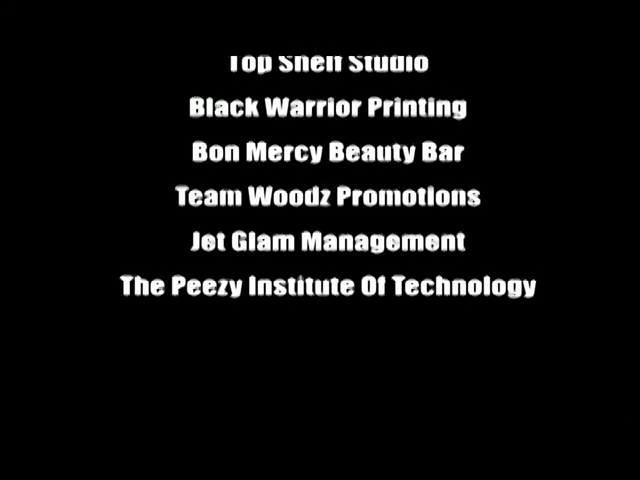 Top Shelf Studio
Black Warrior Printing
Bon Mercy Beauty Bar
Team Woodz Promotions
Jet Glam Management
The Peezy Institute Of Technology